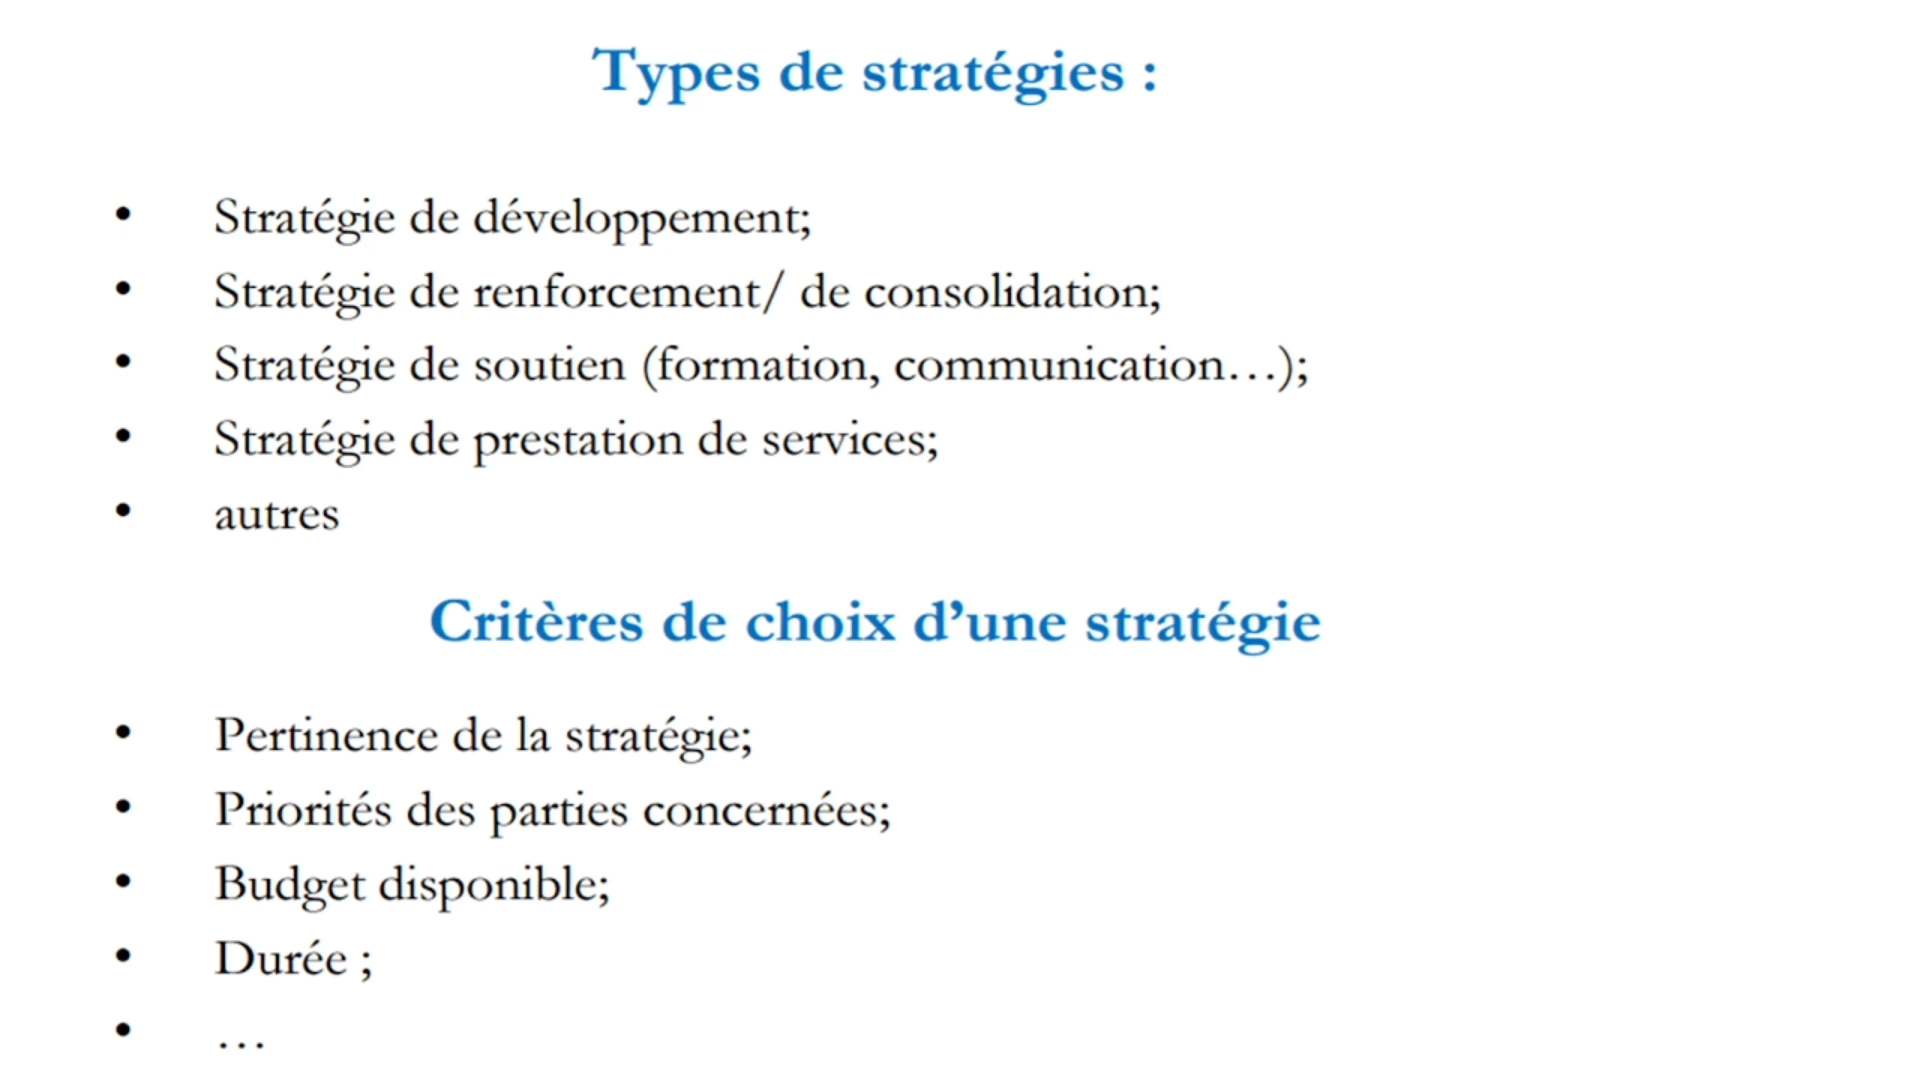 Types de stratégies :
• Stratégie de développement;
• Stratégie de renforcement/ de consolidation;
• Stratégie de soutien (formation, communication…);
• Stratégie de prestation de services;
• autres
Critères de choix d’une stratégie
• Pertinence de la stratégie;
• Priorités des parties concernées;
• Budget disponible;
• Durée ;
• …